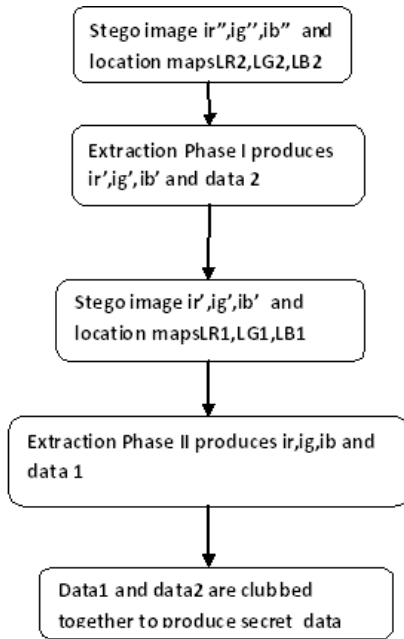 Stego image ir”,ig’’,ib” and
location mapsLR2,LG2,LB2
Extraction Phase I produces
ir’,ig’,ib’ and data 2
Stego image ir’,ig’,ib’ and
location mapsLR1,LG1,LB1
Extraction Phase II produces ir,ig,ib and
data 1
Data1 and data2 are clubbed
together to produce secret data